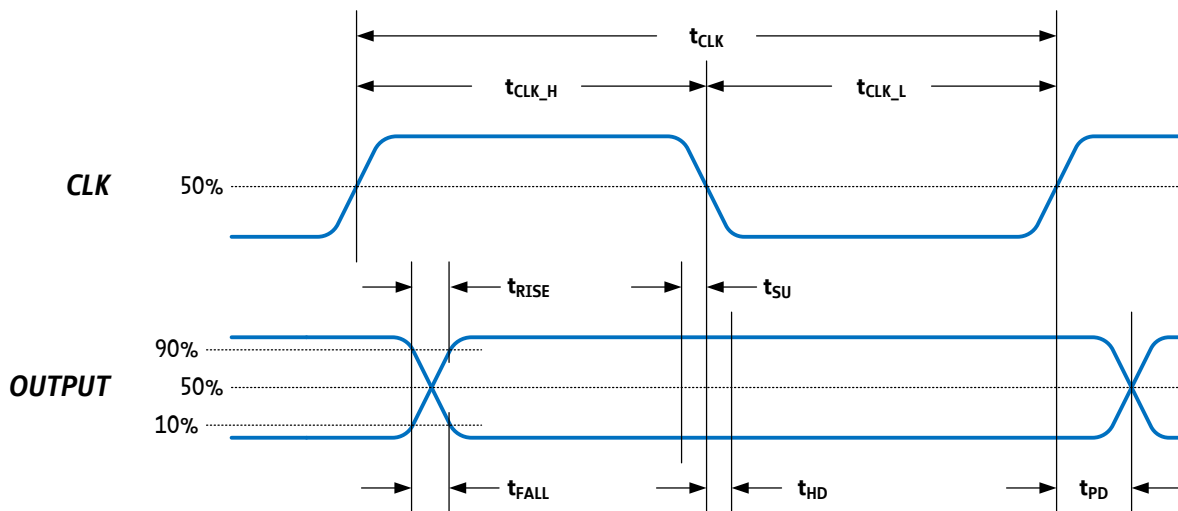 tCLK
tCLK_H
tCLK_L
CLK
50%
tRISE
tSU
90%
OUTPUT
50%
10%
tFALL
tHD
tPD